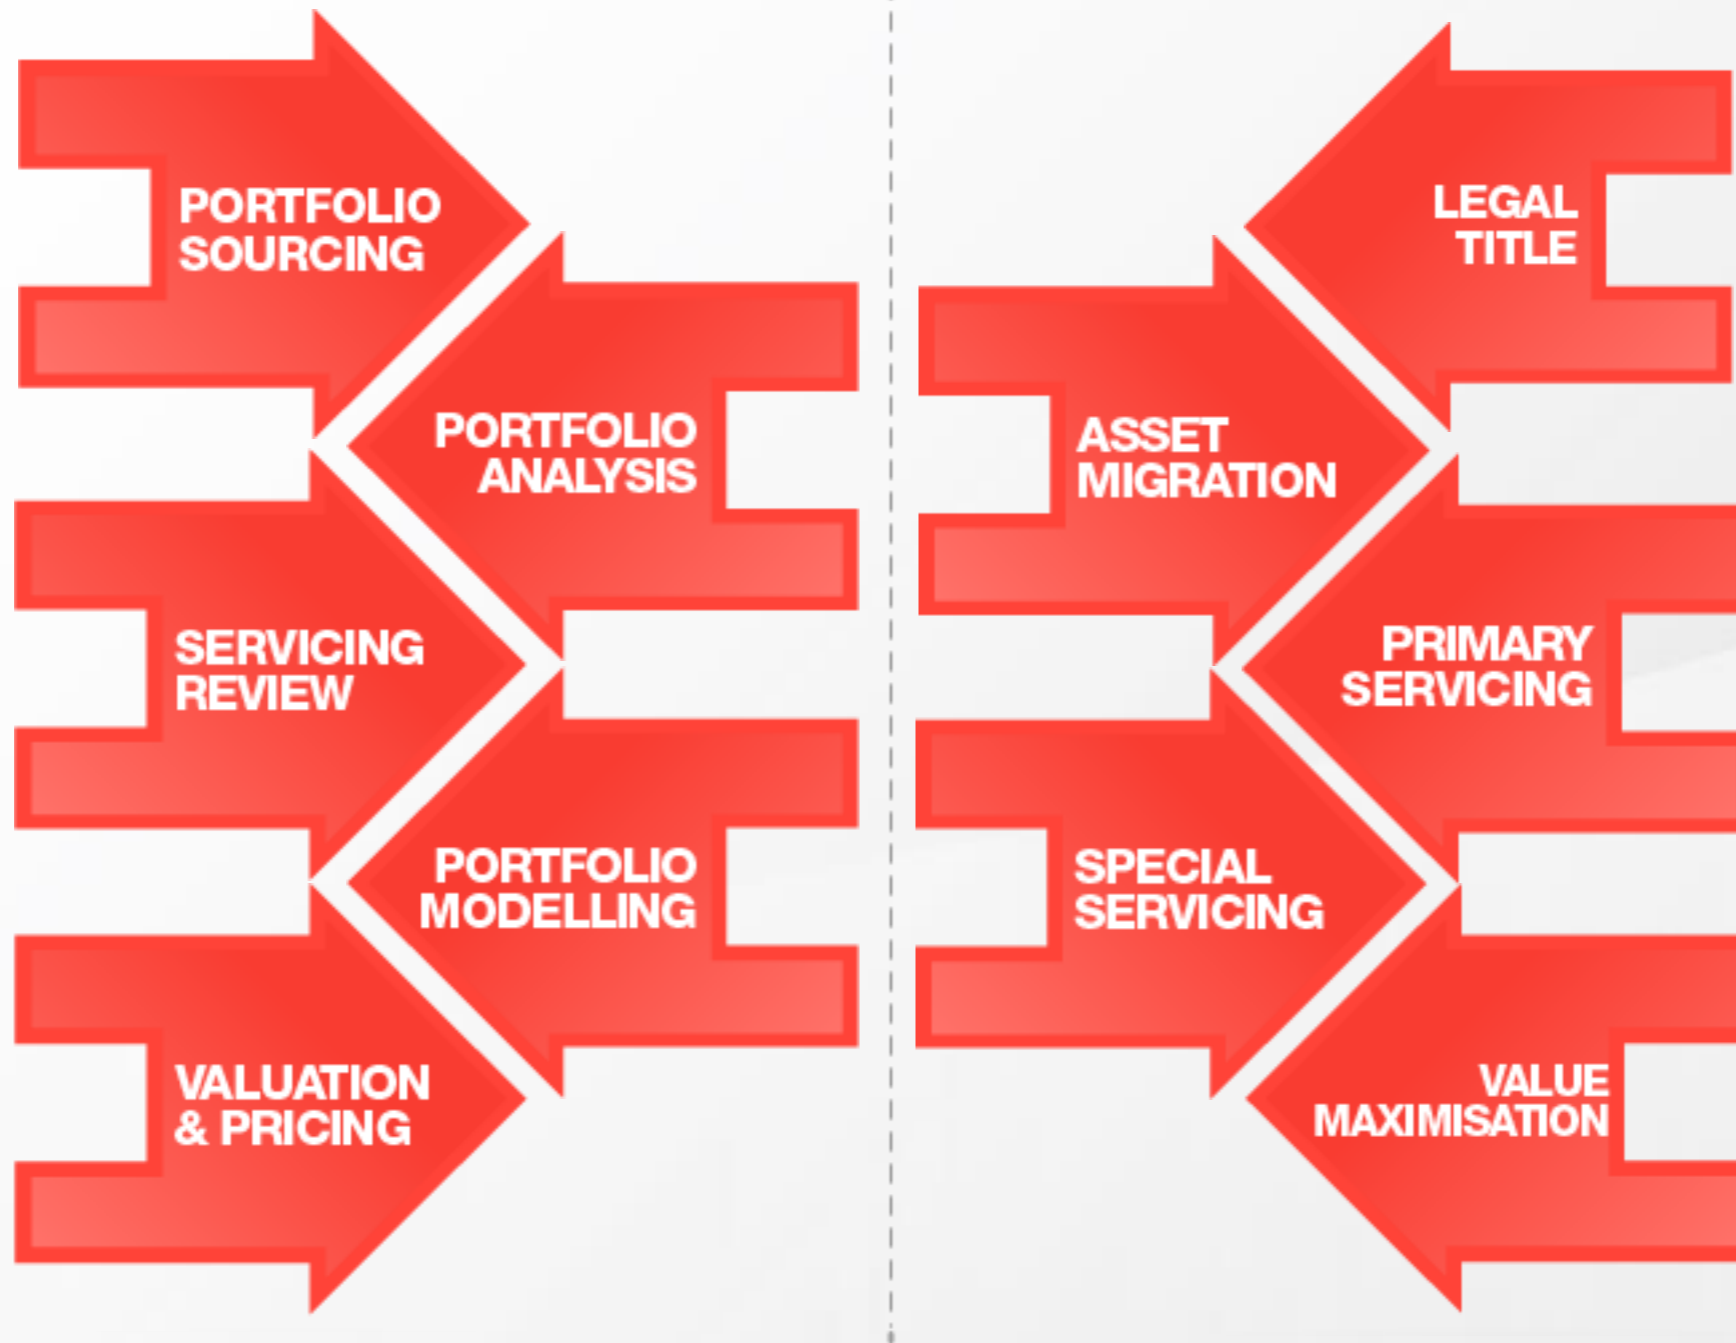 PORTFOLIO
SOURCING
PORTFOLIO
ANALYSIS
SERVICING
REVIEW
PORTFOLIO
MODELLING
VALUATION
& PRICING
LEGAL
TITLE
ASSET
MIGRATION
PRIMARY
SERVICING
SPECIAL
SERVICING
VALUE
MAXIMISATION